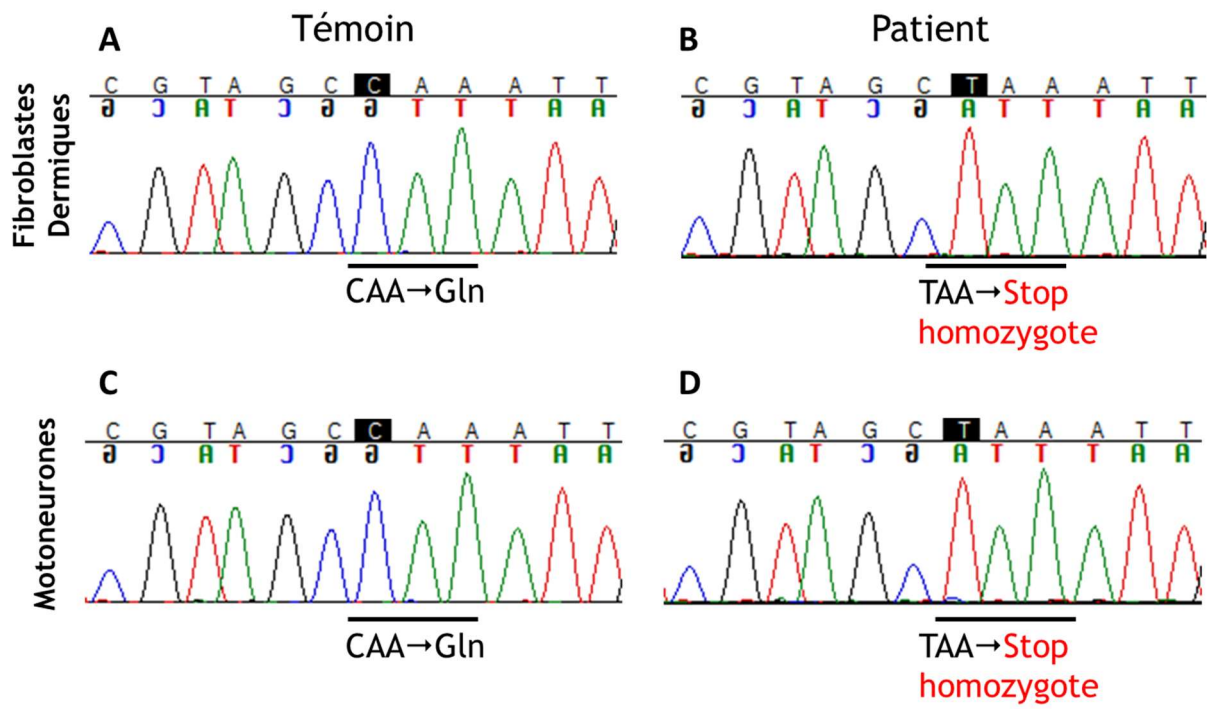 A Témoin
B Patient
Fibroblastes
Dermiques
C G T A G C C A A A T T
G C A T C G G T T T A A
CAA→Gln
C G T A G C T A A A T T
G C A T C G A T T T A A
TAA→Stop
homozygote
C
D
Motoneurones
C G T A G C C A A A T T
G C A T C G G T T T A A
CAA→Gln
C G T A G C T A A A T T
G C A T C G A T T T A A
TAA→Stop
homozygote